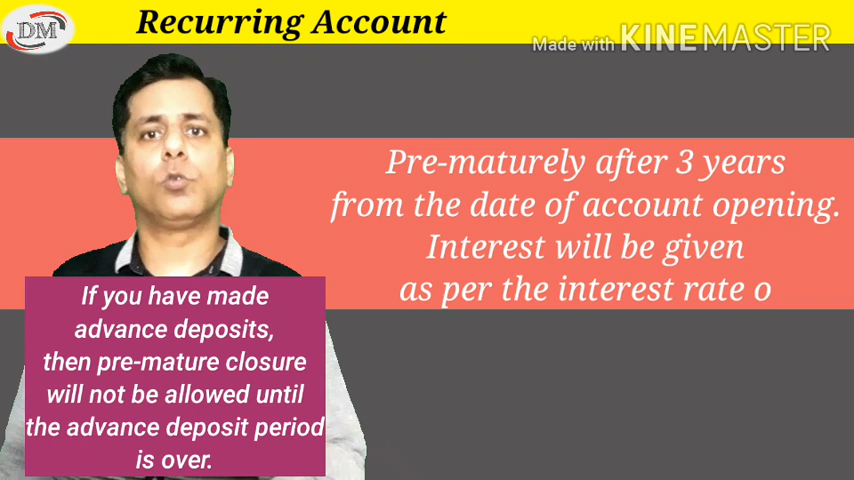 DM
Recurring Account
Made with KINEMASTER
Pre-maturely after 3 years
from the date of account opening.
Interest will be given
as per the interest rate o
If you have made
advance deposits,
then pre-mature closure
will not be allowed until
the advance deposit period
is over.